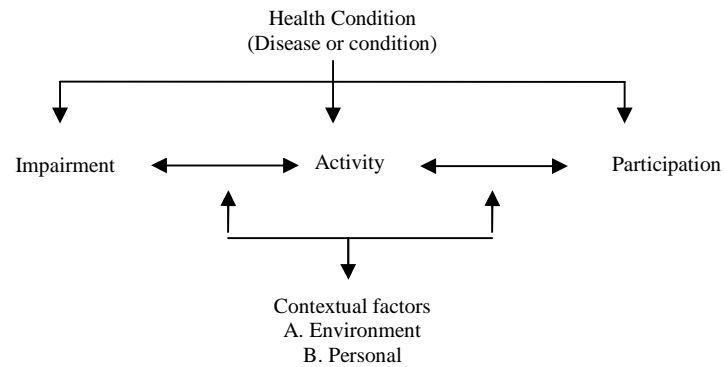 Health Condition
(Disease or condition)
Impairment
Activity
Participation
Contextual factors
A. Environment
B. Personal